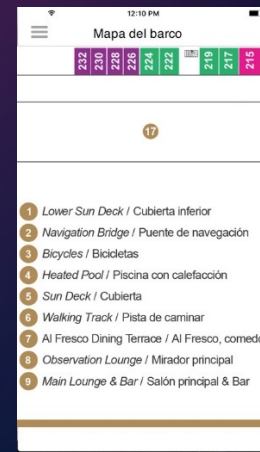 12:10 PM
Mapa del barco
232 230 228 226 224 222 219 217 215
17
1 Lower Sun Deck / Cubierta inferior
2 Navigation Bridge / Puente de navegación
3 Bicycles / Bicicletas
4 Heated Pool / Piscina con calefacción
5 Sun Deck / Cubierta
6 Walking Track / Pista de caminar
7 Al Fresco Dining Terrace / Al Fresco, comedo
8 Observation Lounge / Mirador principal
9 Main Lounge & Bar / Salón principal & Bar